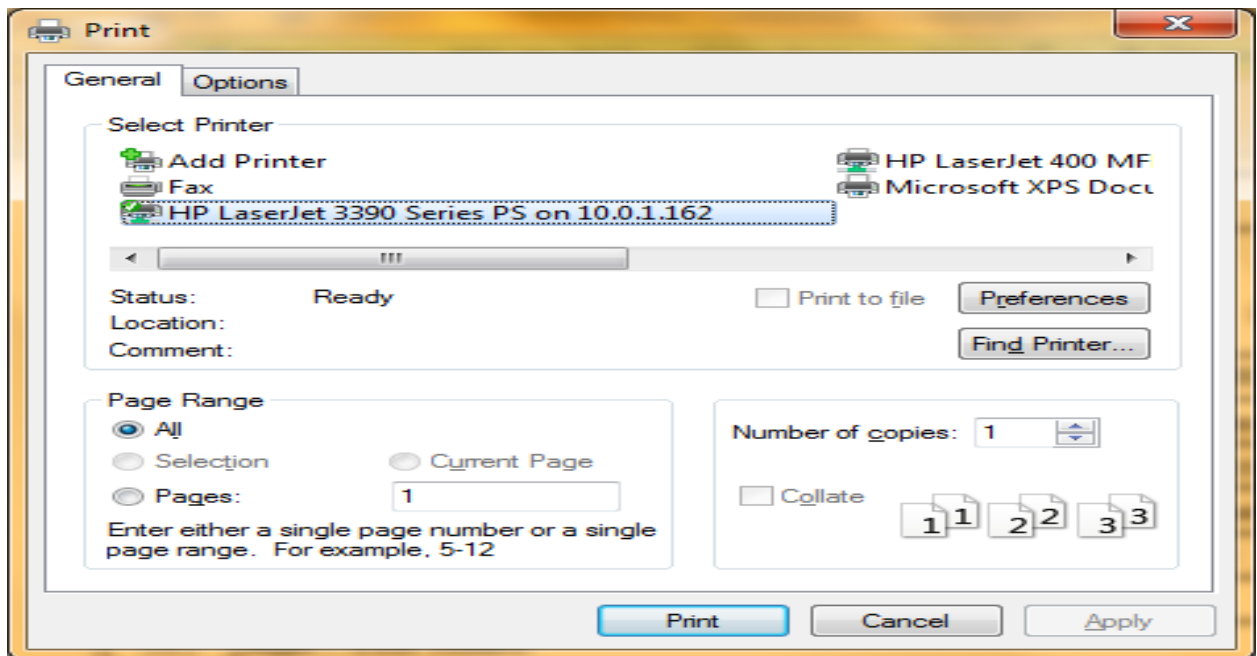 Print
General Options
Select Printer
Add Printer HP LaserJet 400 MF
Fax Microsoft XPS Docu
HP LaserJet 3390 Series PS on 10.0.1.162
Status: Ready Print to file Preferences
Location:
Comment: Find Printer...
Page Range
All Number of copies: 1
Selection Current Page
Pages: 1 Collate 1 1 2 2 3 3
Enter either a single page number or a single
page range. For example, 5-12
Print Cancel Apply